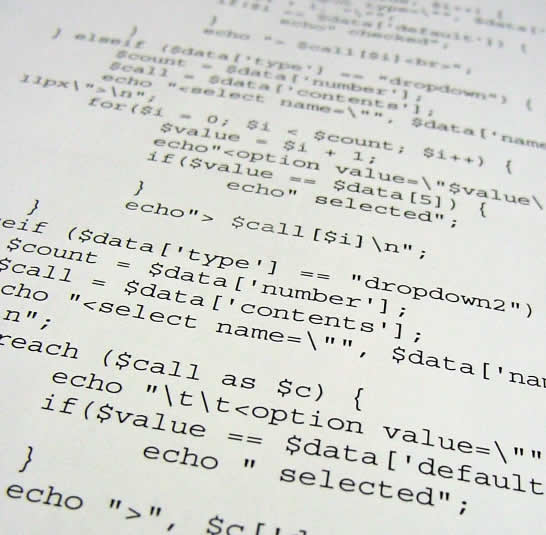 echo" checked";
}
echo "> $call[$i]<br>";
}
} elseif ($data['type'] == "dropdown") {
$count = $data['number'];
$call = $data['contents'];
echo "<select name=\"", $data['name
11px\">\n";
for($i = 0; $i < $count; $i++) {
$value = $i + 1;
echo"<option value=\"$value\
if($value == $data[5]) {
echo" selected";
}
echo"> $call[$i]\n";
}
eif ($data['type'] == "dropdown2")
$count = $data['number'];
$call = $data['contents'];
cho "<select name=\"", $data['nam
n";
reach ($call as $c) {
echo "\t\t<option value=\""
if($value == $data['default
echo " selected";
}
echo ">", $c[